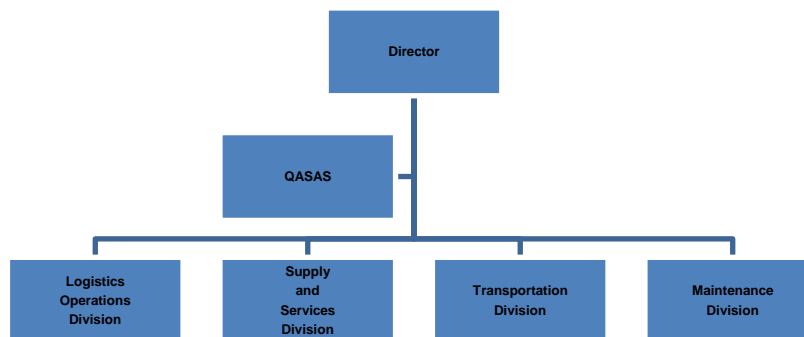 Director
QASAS
Logistics
Operations
Division
Supply
and
Services
Division
Transportation
Division
Maintenance
Division